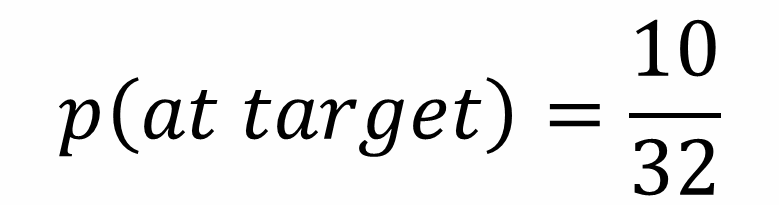 p(at target) = 10/32